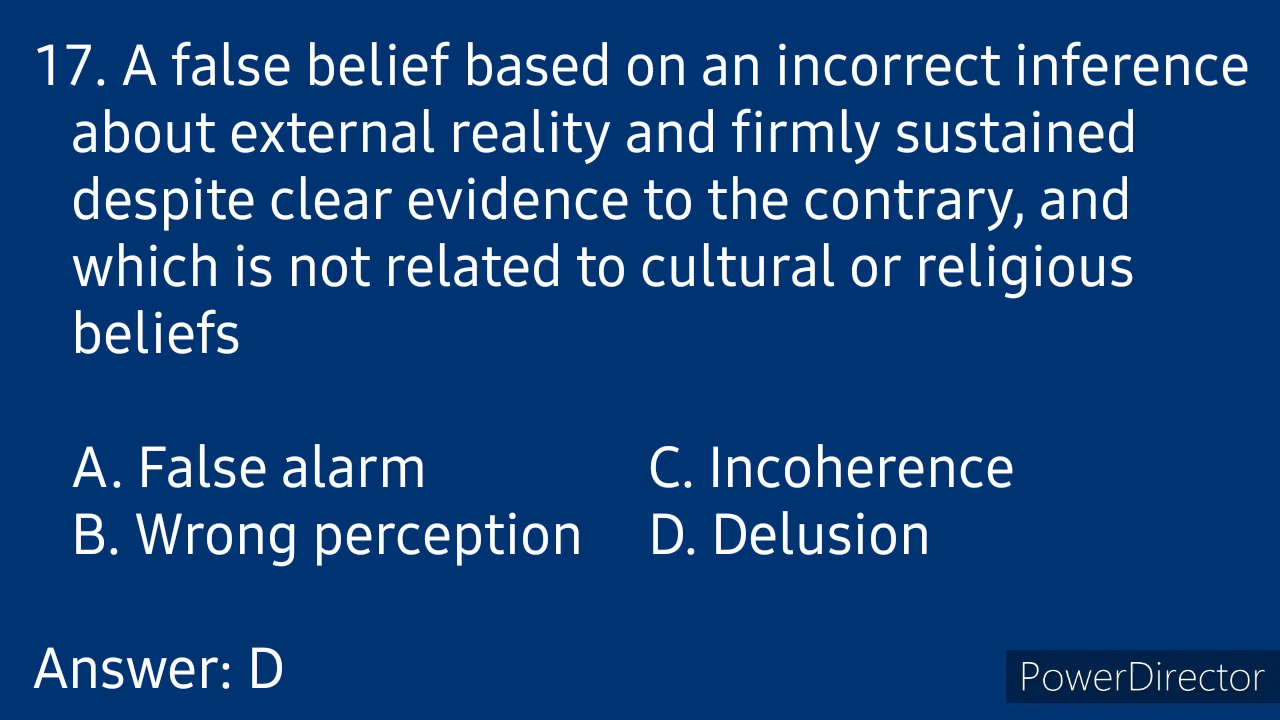 17. A false belief based on an incorrect inference
about external reality and firmly sustained
despite clear evidence to the contrary, and
which is not related to cultural or religious
beliefs
A. False alarm
C. Incoherence
B. Wrong perception
D. Delusion
Answer: D
PowerDirector